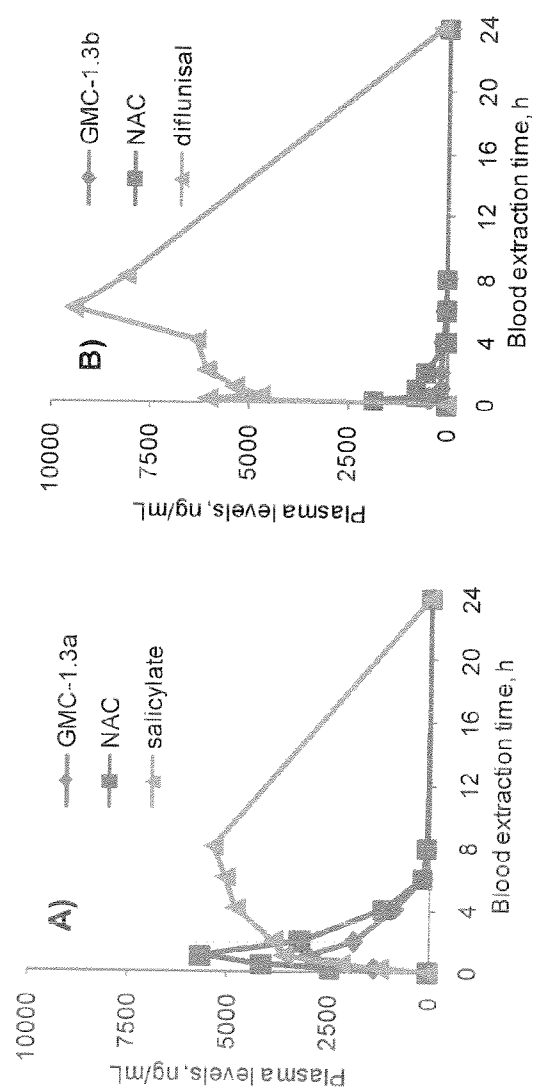 A)
GMC-1.3a
NAC
salicylate
10000
7500
5000
2500
0
Plasma levels, ng/mL
0 4 8 12 16 20 24
Blood extraction time, h
B)
GMC-1.3b
NAC
diflunisal
10000
7500
5000
2500
0
Plasma levels, ng/mL
0 4 8 12 16 20 24
Blood extraction time, h